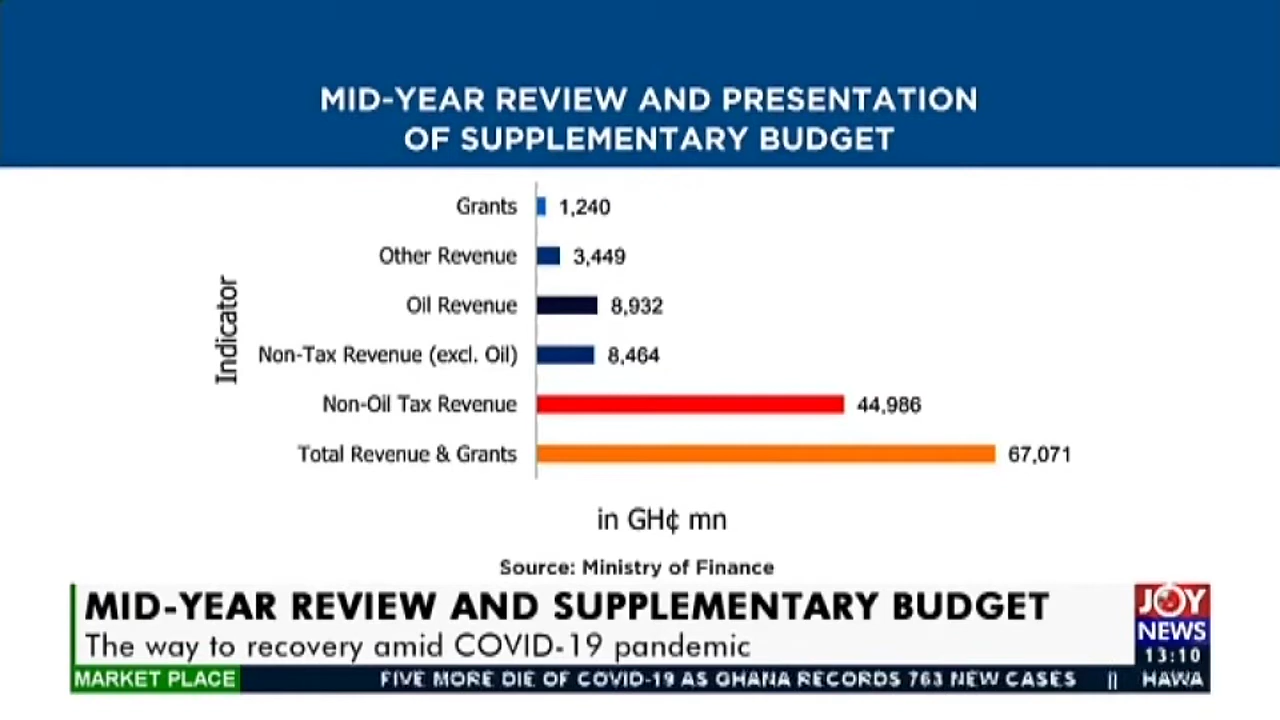 MID-YEAR REVIEW AND PRESENTATION
OF SUPPLEMENTARY BUDGET
Indicator
Grants 1,240
Other Revenue 3,449
Oil Revenue 8,932
Non-Tax Revenue (excl. Oil) 8,464
Non-Oil Tax Revenue 44,986
Total Revenue & Grants 67,071
in GH¢ mn
Source: Ministry of Finance
MID-YEAR REVIEW AND SUPPLEMENTARY BUDGET
The way to recovery amid COVID-19 pandemic
JOY
NEWS
13:10
MARKET PLACE
FIVE MORE DIE OF COVID-19 AS GHANA RECORDS 763 NEW CASES || HAWA